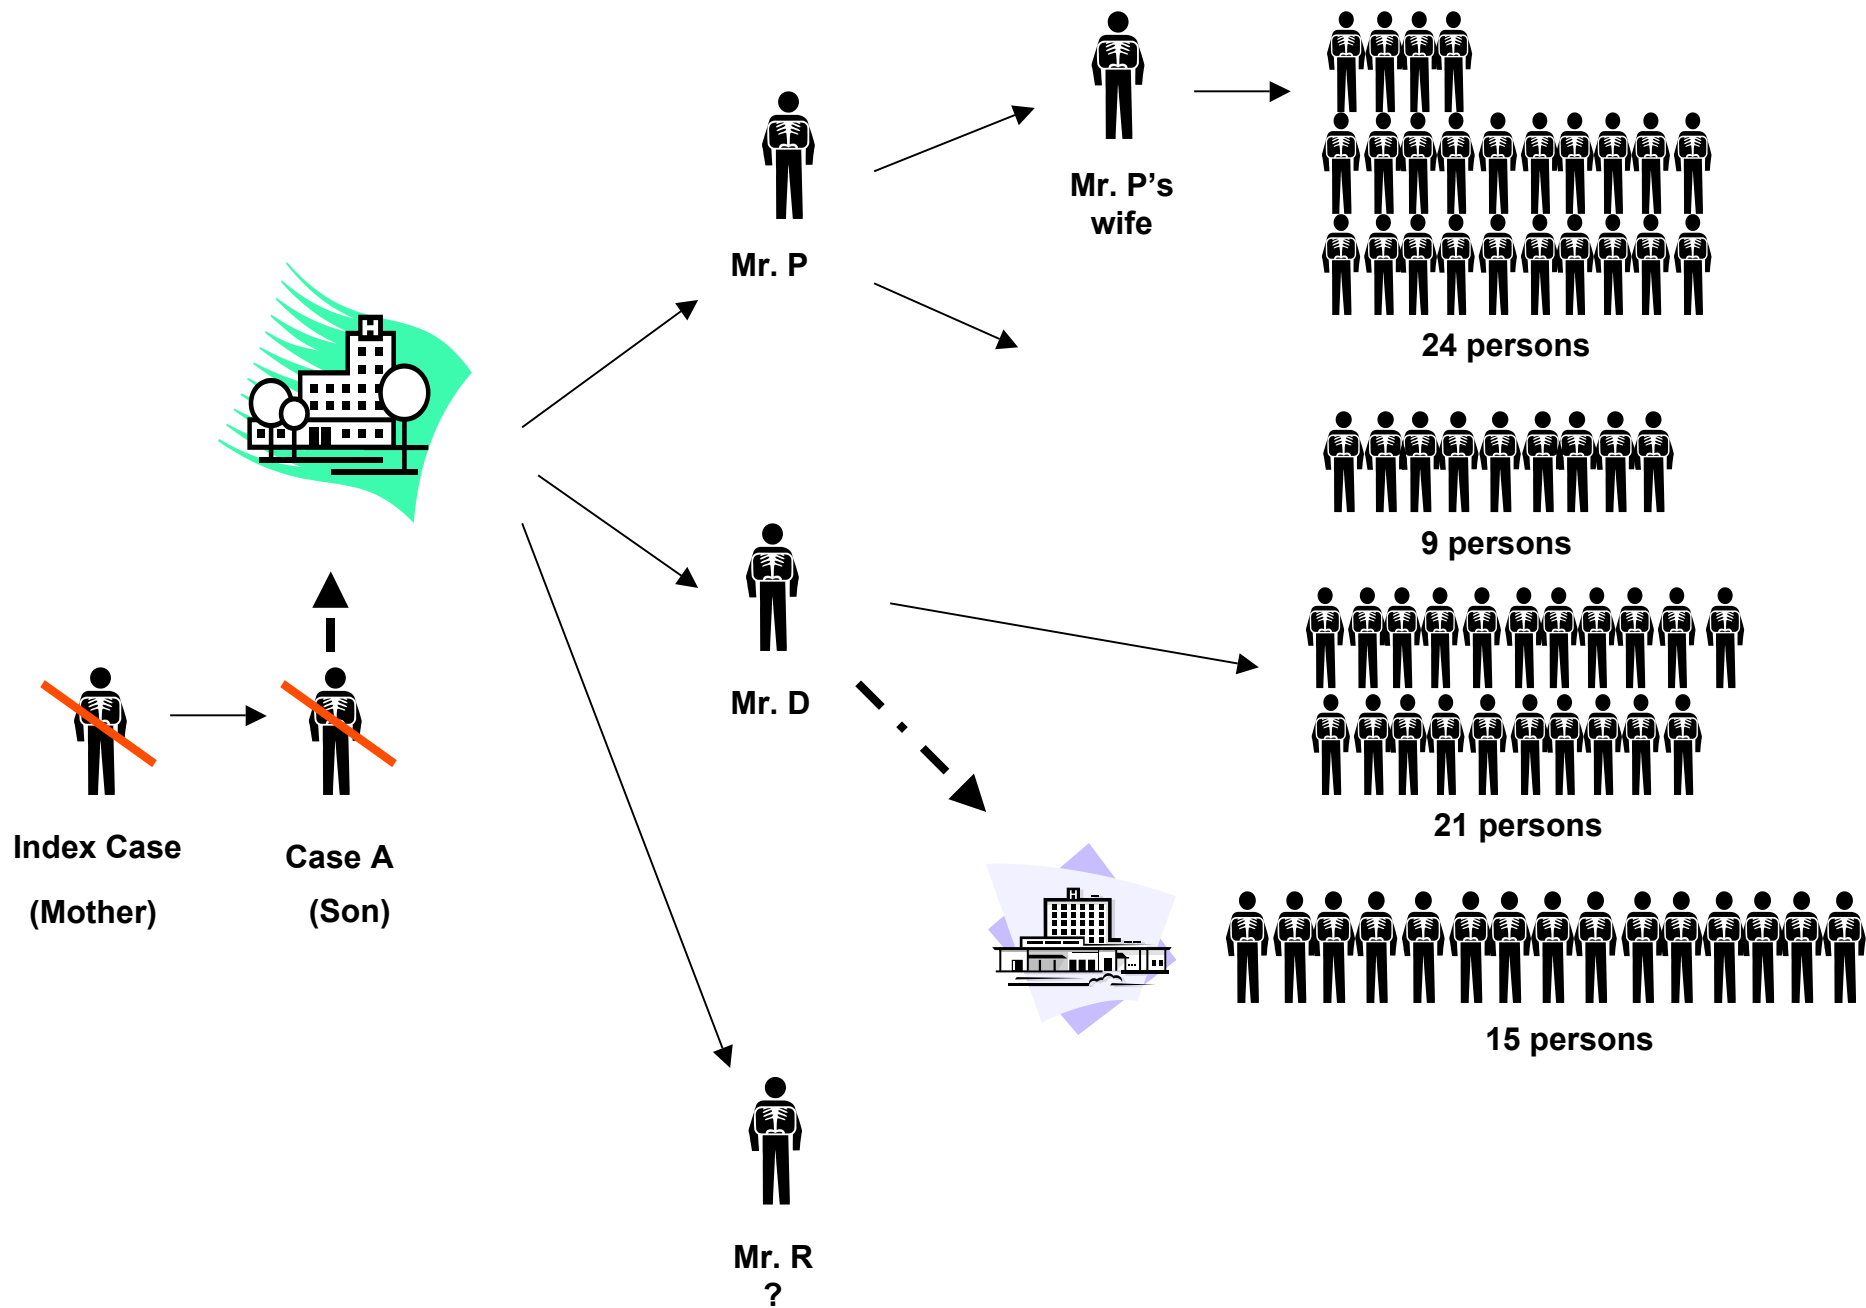 Mr. P's
wife
Mr. P
24 persons
9 persons
Mr. D
21 persons
Index Case
(Mother)
Case A
(Son)
H
H
15 persons
Mr. R
?